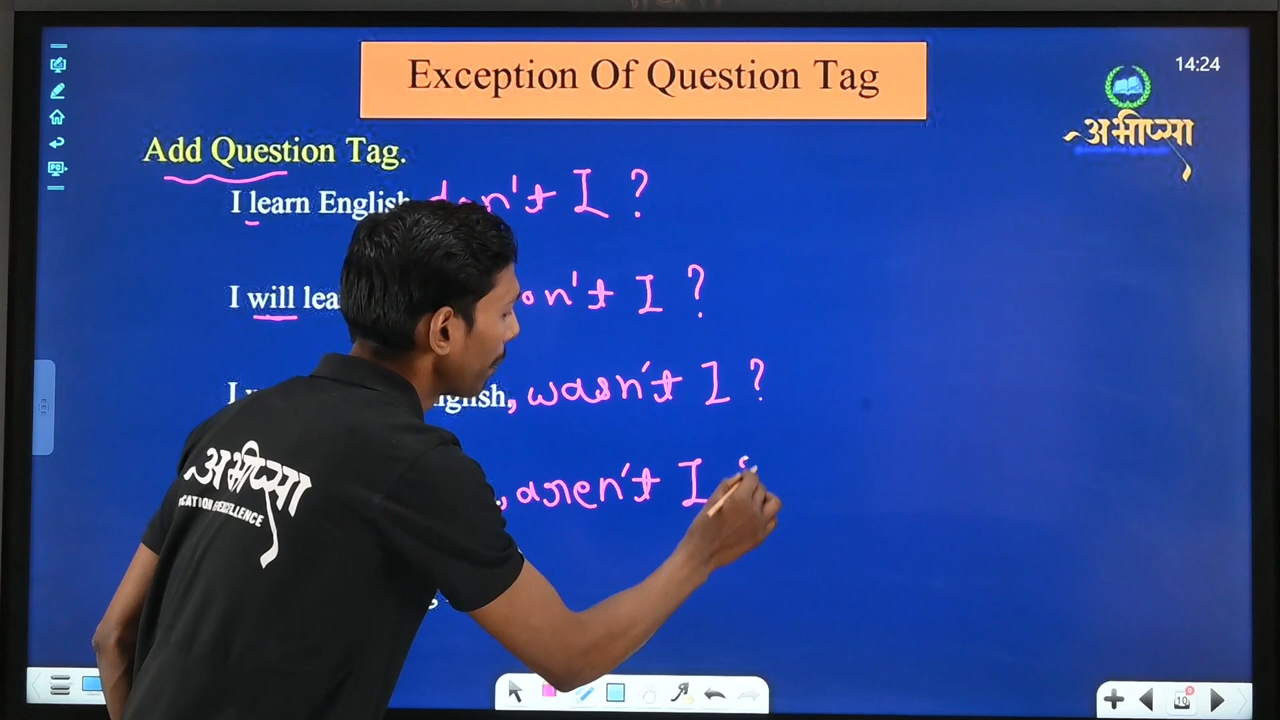 Exception Of Question Tag
14:24
अभीप्सा
Add Question Tag.
I learn English don't I ?
I will lea on't I ?
I English, wasn't I ?
, aren't I
अभीप्सा